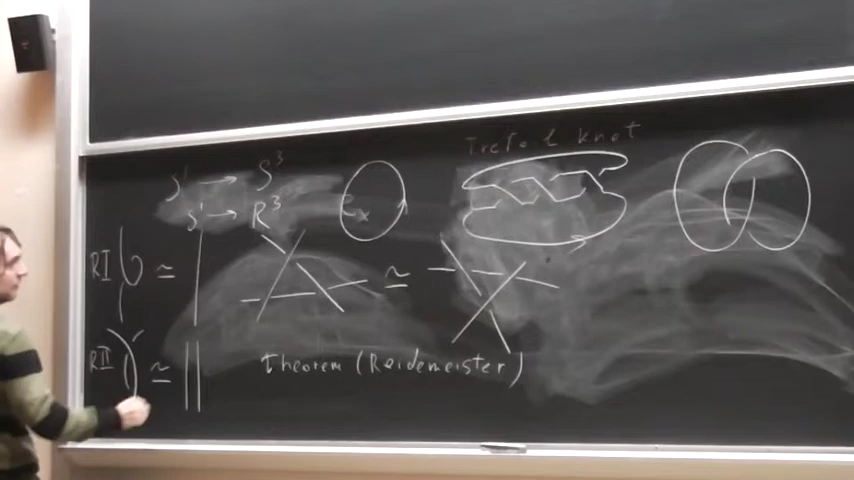 Trefoil knot
S¹ → S³
S¹ → R³
Ex
RI ≃
≃
RII ≃
Theorem (Reidemeister)